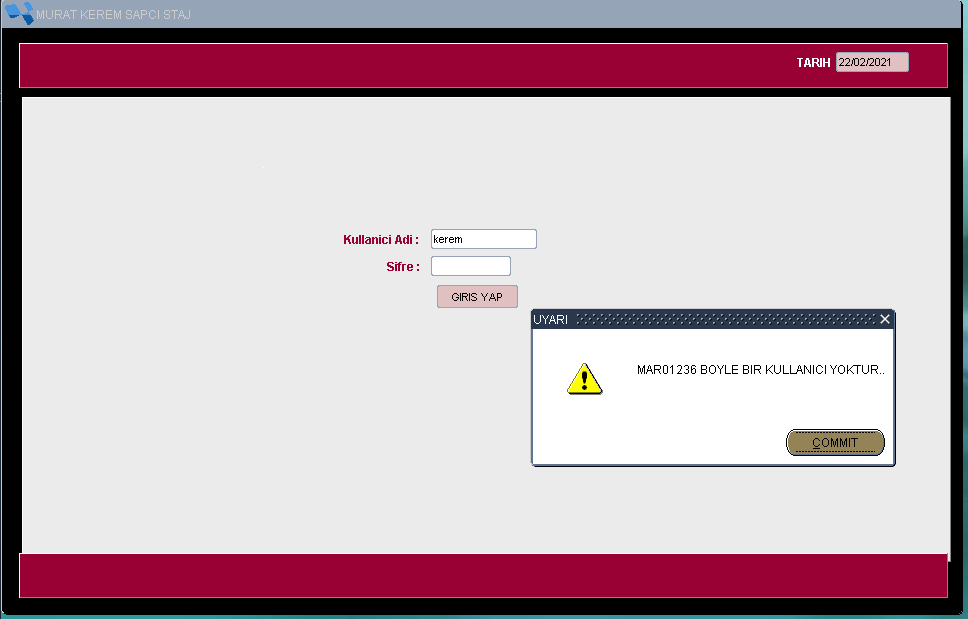 MURAT KEREM SAPCI STAJ
TARIH 22/02/2021
Kullanici Adi : kerem
Sifre :
GIRIS YAP
UYARI
MAR01236 BOYLE BIR KULLANICI YOKTUR..
COMMIT